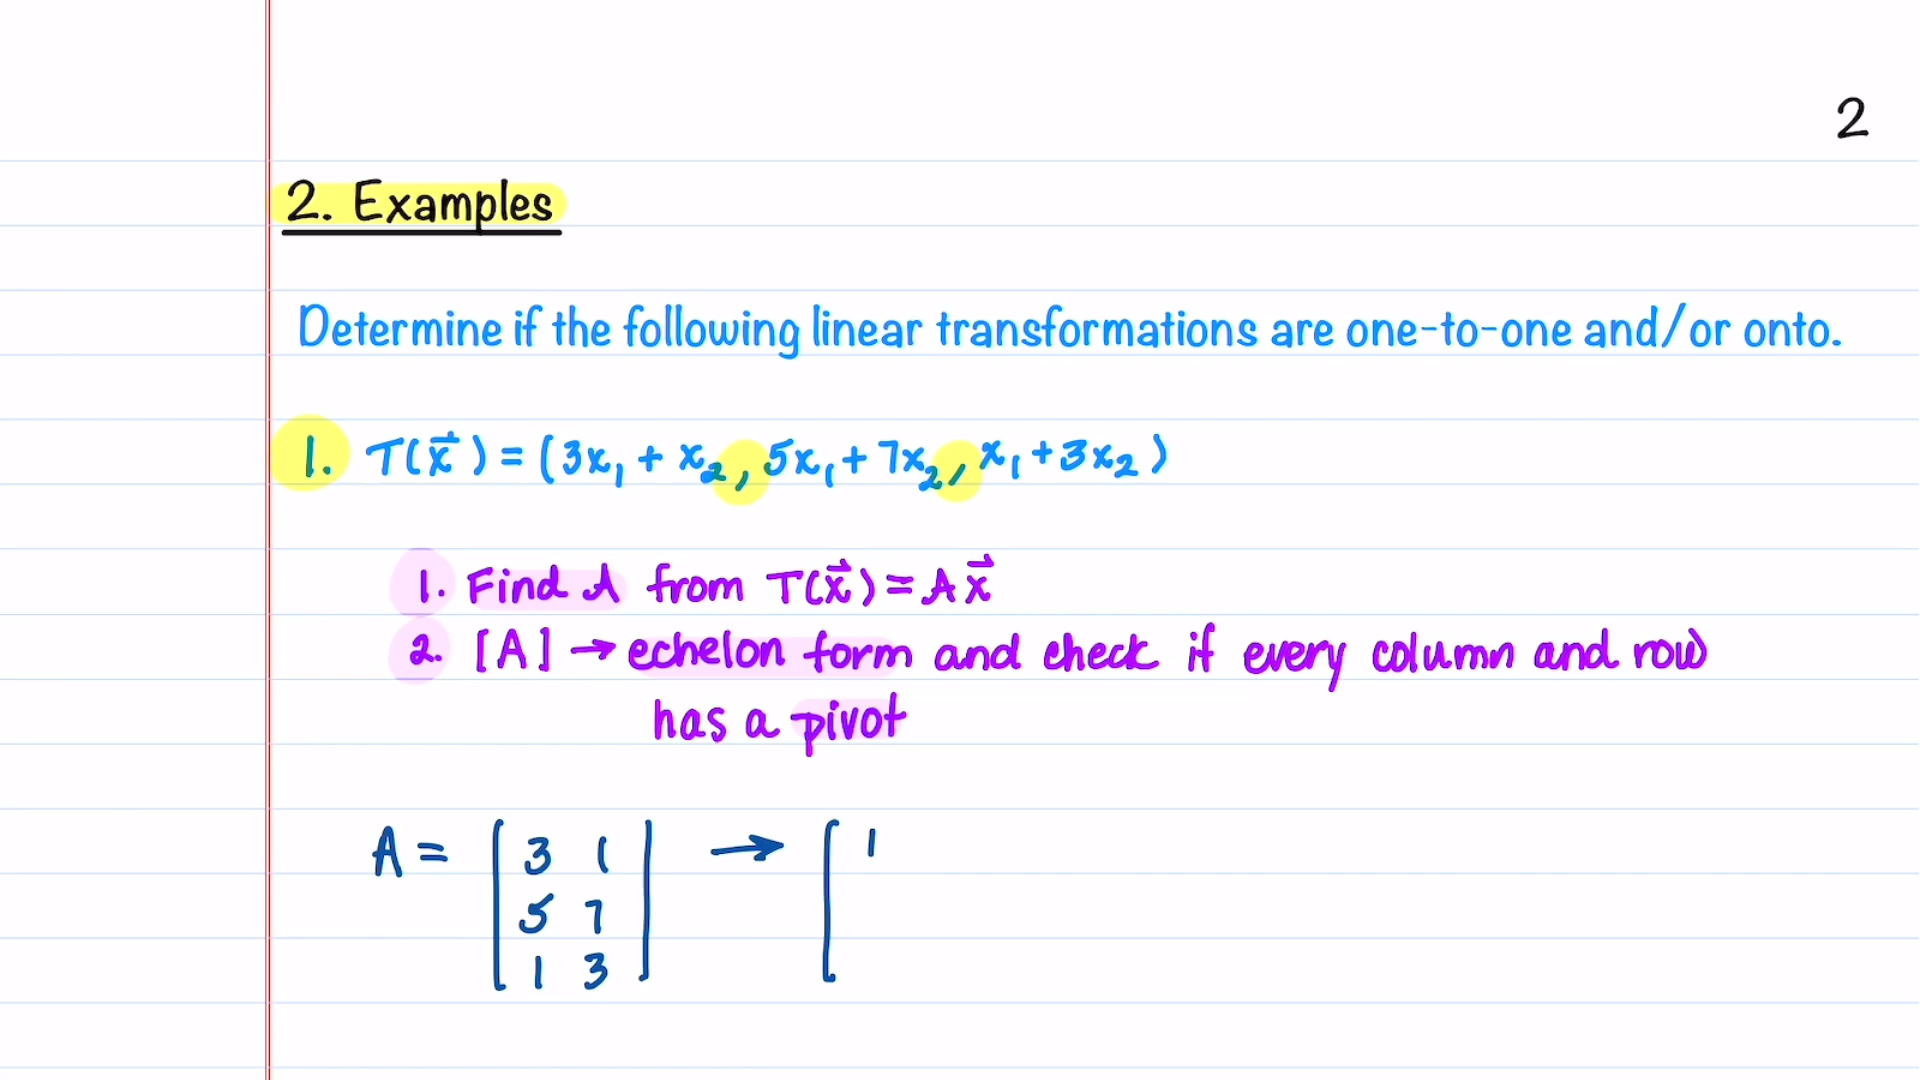 2
2. Examples
Determine if the following linear transformations are one-to-one and/or onto.
1. T(x⃗) = (3x₁ + x₂, 5x₁ + 7x₂, x₁ + 3x₂)
1. Find A from T(x⃗) = Ax⃗
2. [A] → echelon form and check if every column and row
has a pivot
A = [ 3 1 ] → [ 1
5 7
1 3